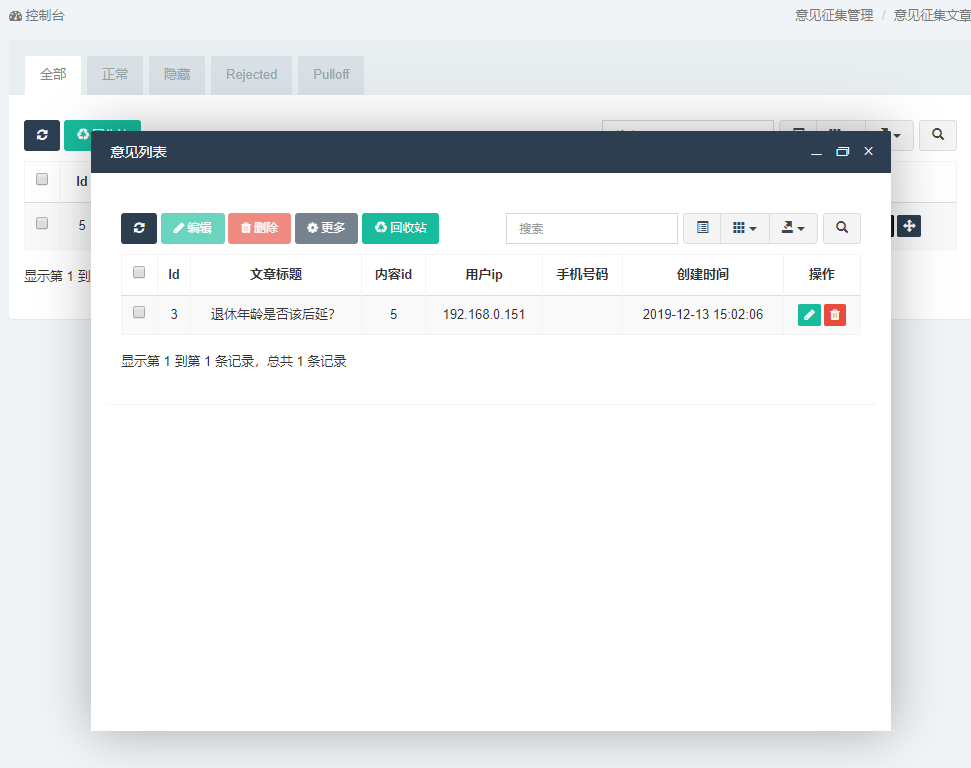 控制台
意见征集管理 / 意见征集文章
全部 正常 隐藏 Rejected Pulloff
Id
5
显示第 1 到
意见列表
编辑 删除 更多 回收站 搜索
Id 文章标题 内容id 用户ip 手机号码 创建时间 操作
3 退休年龄是否该后延? 5 192.168.0.151 2019-12-13 15:02:06
显示第 1 到第 1 条记录，总共 1 条记录